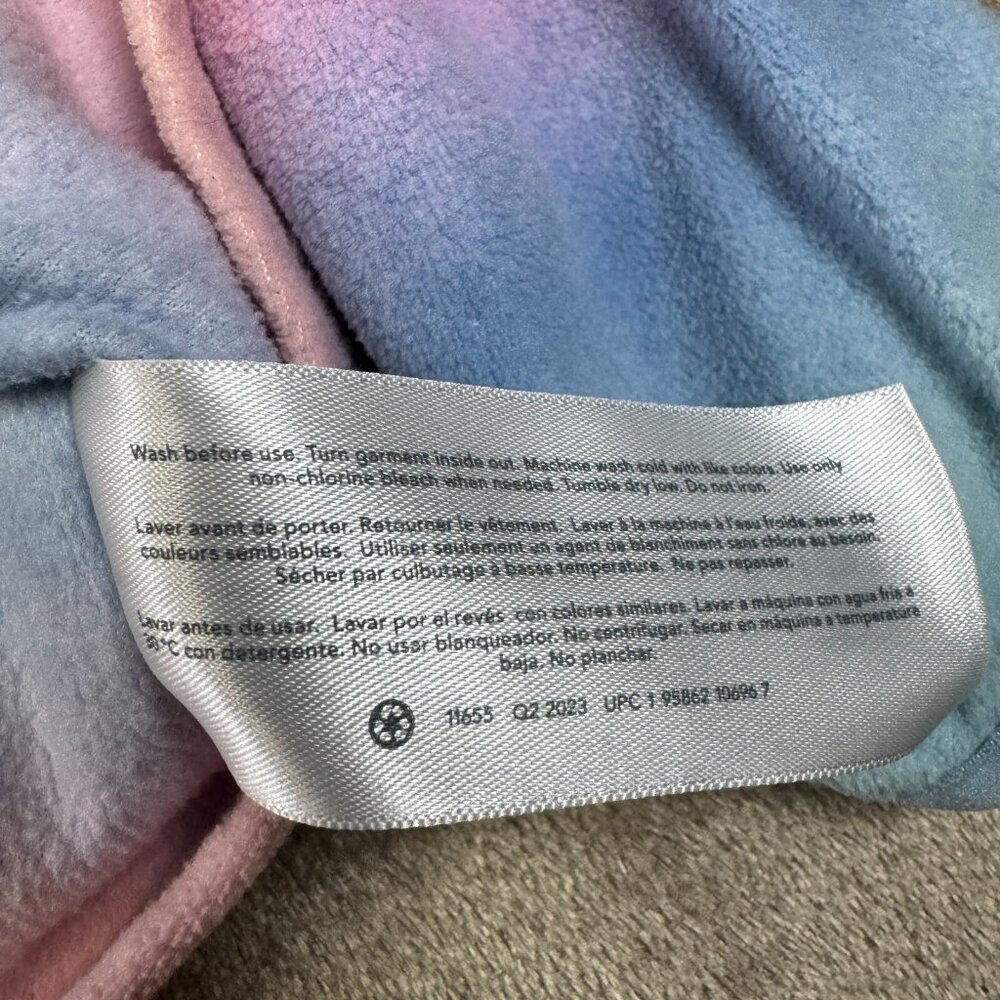 Wash before use. Turn garment inside out. Machine wash cold with like colors. Use only
non-chlorine bleach when needed. Tumble dry low. Do not iron.
Laver avant de porter. Retourner le vêtement. Laver à la machine à l'eau froide, avec des
couleurs semblables. Utiliser seulement un agent de blanchiment sans chlore au besoin.
Sécher par culbutage à basse température. Ne pas repasser.
Lavar antes de usar. Lavar por el revés con colores similares. Lavar a máquina con agua fria a
30 °C con detergente. No usar blanqueador. No centrifugar. Secar en máquina a temperatura
baja. No planchar.
11655 Q2 2023 UPC 1 95862 10696 7